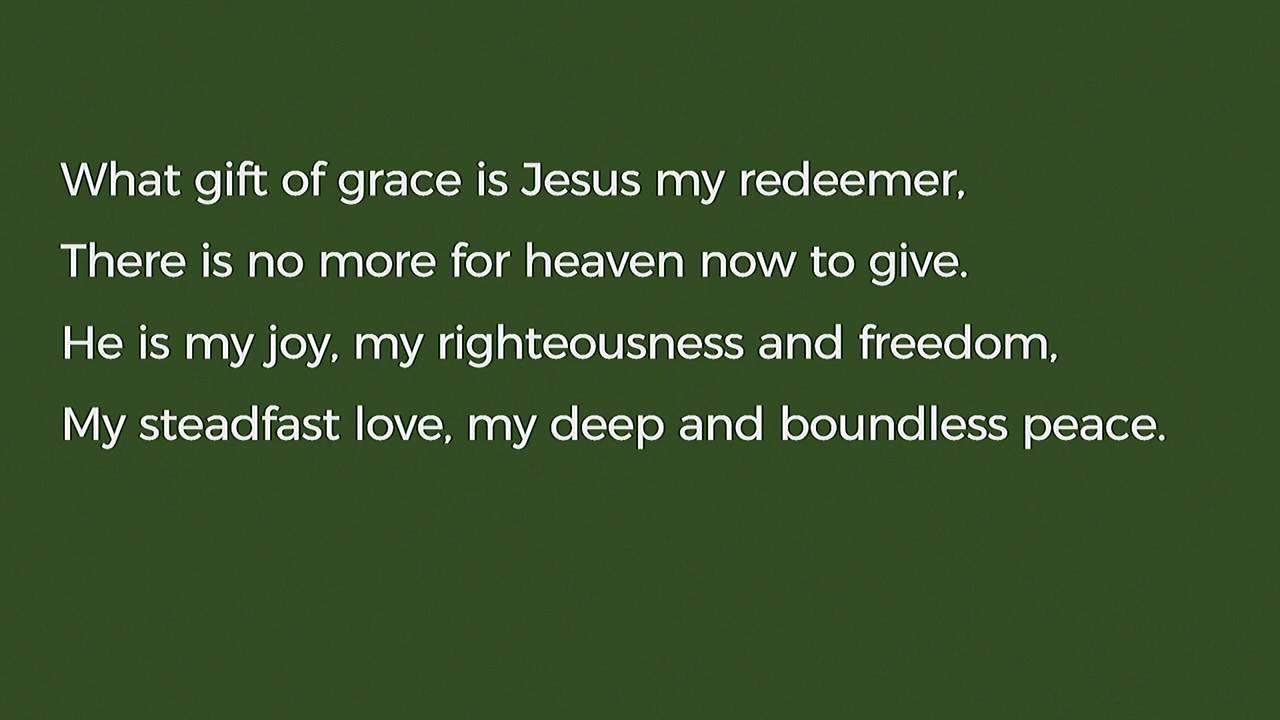 What gift of grace is Jesus my redeemer,
There is no more for heaven now to give.
He is my joy, my righteousness and freedom,
My steadfast love, my deep and boundless peace.